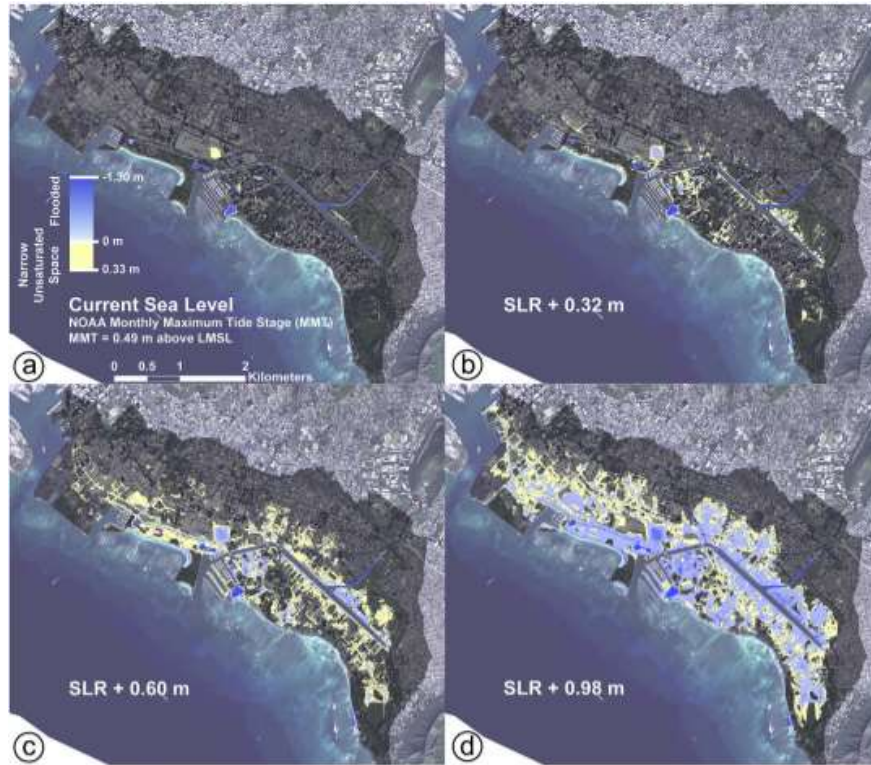 -1.30 m
Flooded
0 m
Narrow
Unsaturated
Space
0.33 m
Current Sea Level
NOAA Monthly Maximum Tide Stage (MMT)
MMT = 0.49 m above LMSL
0 0.5 1 2
Kilometers
a
SLR + 0.32 m
b
SLR + 0.60 m
c
SLR + 0.98 m
d